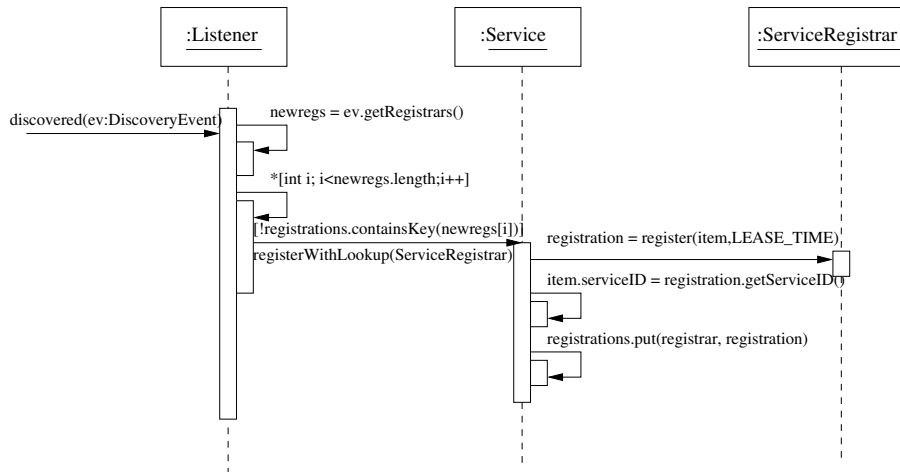 :Listener
:Service
:ServiceRegistrar
discovered(ev:DiscoveryEvent)
newregs = ev.getRegistrars()
*[int i; i<newregs.length;i++]
[!registrations.containsKey(newregs[i])]
registerWithLookup(ServiceRegistrar)
registration = register(item,LEASE_TIME)
item.serviceID = registration.getServiceID()
registrations.put(registrar, registration)